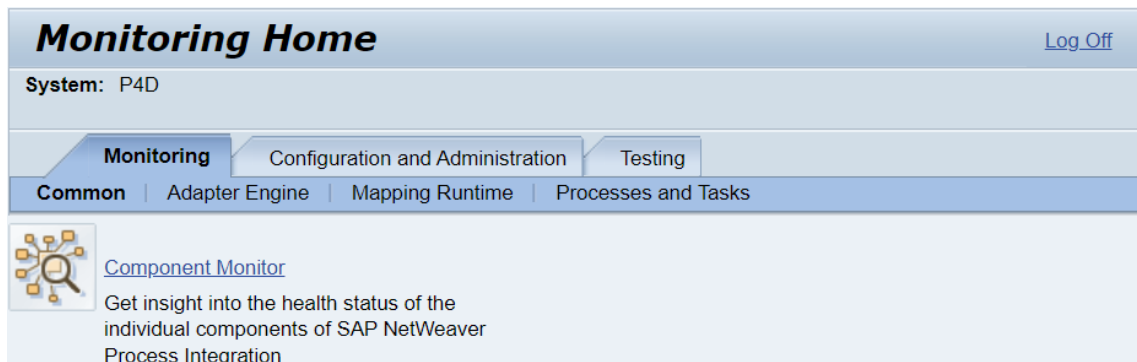 Monitoring Home
Log Off
System: P4D
Monitoring Configuration and Administration Testing
Common | Adapter Engine | Mapping Runtime | Processes and Tasks
Component Monitor
Get insight into the health status of the
individual components of SAP NetWeaver
Process Integration